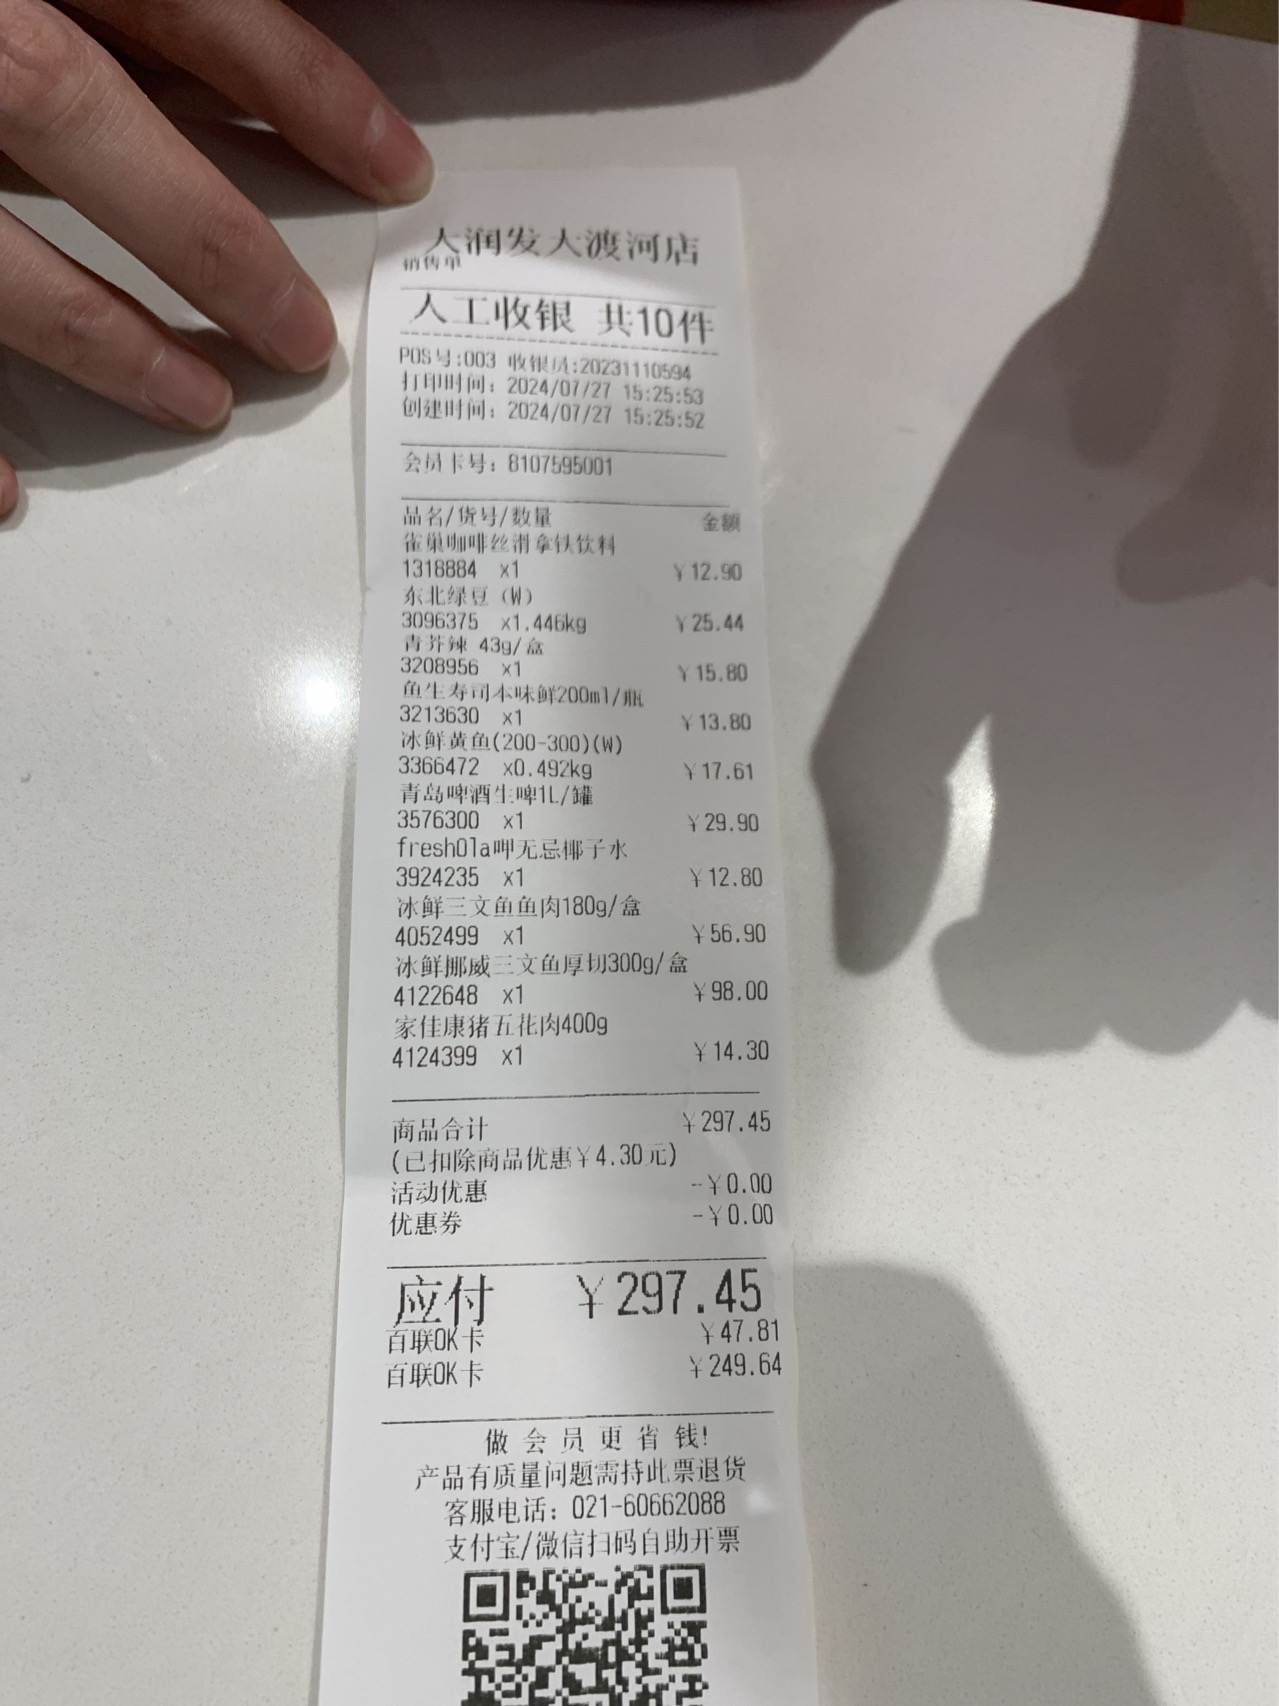 大润发大渡河店
销售单
人工收银 共10件
POS号:003 收银员:20231110594
打印时间：2024/07/27 15:25:53
创建时间：2024/07/27 15:25:52
会员卡号：8107595001
品名/货号/数量 金额
雀巢咖啡丝滑拿铁饮料
1318884 x1 ￥12.90
东北绿豆（W）
3096375 x1.446kg ￥25.44
青芥辣 43g/盒
3208956 x1 ￥15.80
鱼生寿司本味鲜200ml/瓶
3213630 x1 ￥13.80
冰鲜黄鱼(200-300)(W)
3366472 x0.492kg ￥17.61
青岛啤酒生啤1L/罐
3576300 x1 ￥29.90
freshOla呷无忌椰子水
3924235 x1 ￥12.80
冰鲜三文鱼鱼肉180g/盒
4052499 x1 ￥56.90
冰鲜挪威三文鱼厚切300g/盒
4122648 x1 ￥98.00
家佳康猪五花肉400g
4124399 x1 ￥14.30
商品合计 ￥297.45
(已扣除商品优惠￥4.30元)
活动优惠 -￥0.00
优惠券 -￥0.00
应付 ￥297.45
百联OK卡 ￥47.81
百联OK卡 ￥249.64
做 会 员 更 省 钱!
产品有质量问题需持此票退货
客服电话：021-60662088
支付宝/微信扫码自助开票